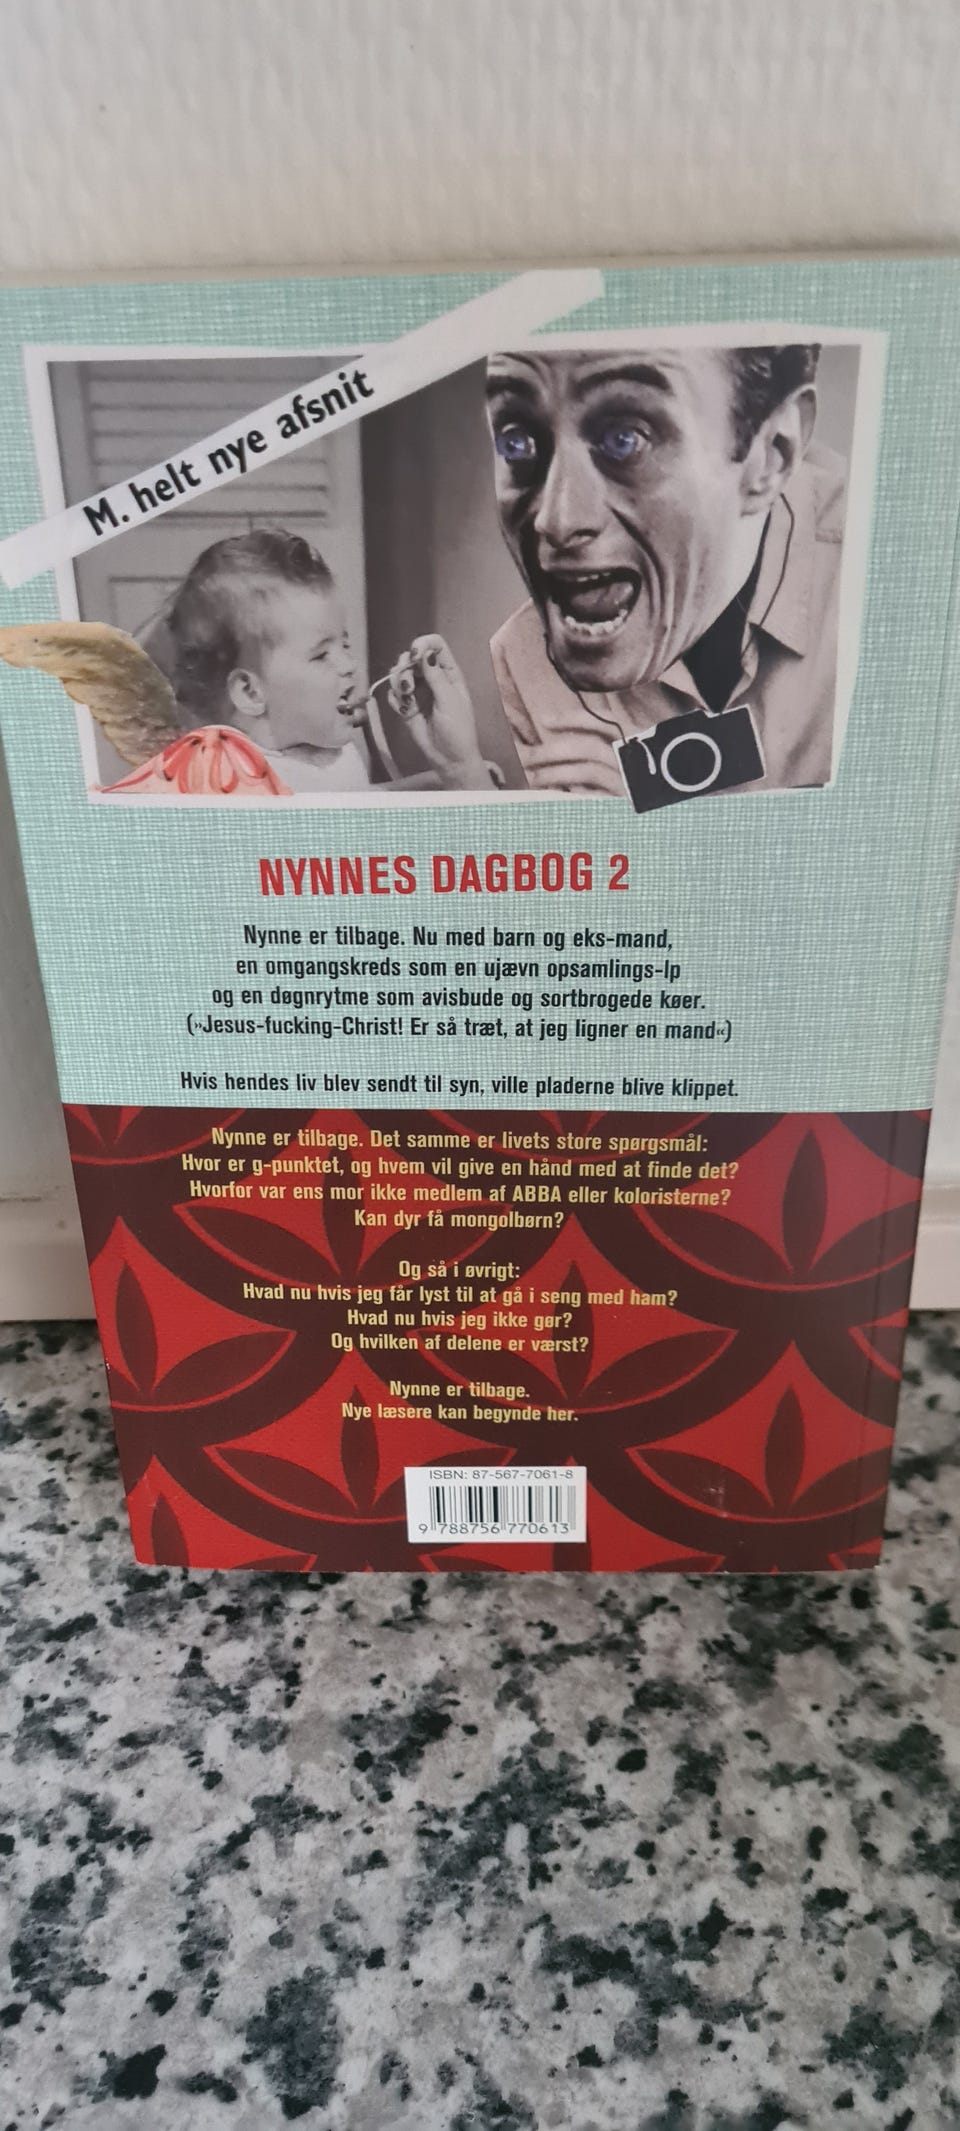 M. helt nye afsnit
NYNNES DAGBOG 2
Nynne er tilbage. Nu med barn og eks-mand,
en omgangskreds som en ujævn opsamlings-lp
og en døgnrytme som avisbude og sortbrogede køer.
(»Jesus-fucking-Christ! Er så træt, at jeg ligner en mand«)
Hvis hendes liv blev sendt til syn, ville pladerne blive klippet.
Nynne er tilbage. Det samme er livets store spørgsmål:
Hvor er g-punktet, og hvem vil give en hånd med at finde det?
Hvorfor var ens mor ikke medlem af ABBA eller koloristerne?
Kan dyr få mongolbørn?
Og så i øvrigt:
Hvad nu hvis jeg får lyst til at gå i seng med ham?
Hvad nu hvis jeg ikke gør?
Og hvilken af delene er værst?
Nynne er tilbage.
Nye læsere kan begynde her.
ISBN: 87-567-7061-8
9 788756 770613